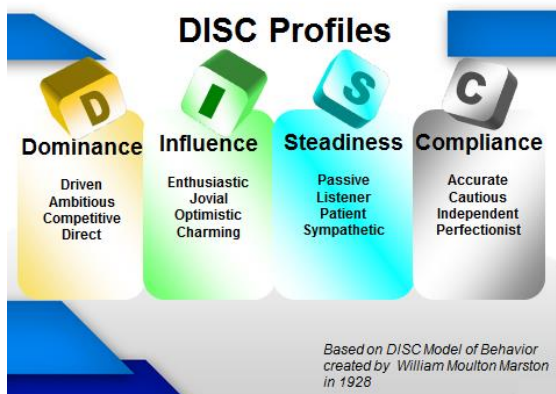 DISC Profiles
D
Dominance
Driven
Ambitious
Competitive
Direct
I
Influence
Enthusiastic
Jovial
Optimistic
Charming
S
Steadiness
Passive
Listener
Patient
Sympathetic
C
Compliance
Accurate
Cautious
Independent
Perfectionist
Based on DISC Model of Behavior
created by William Moulton Marston
in 1928